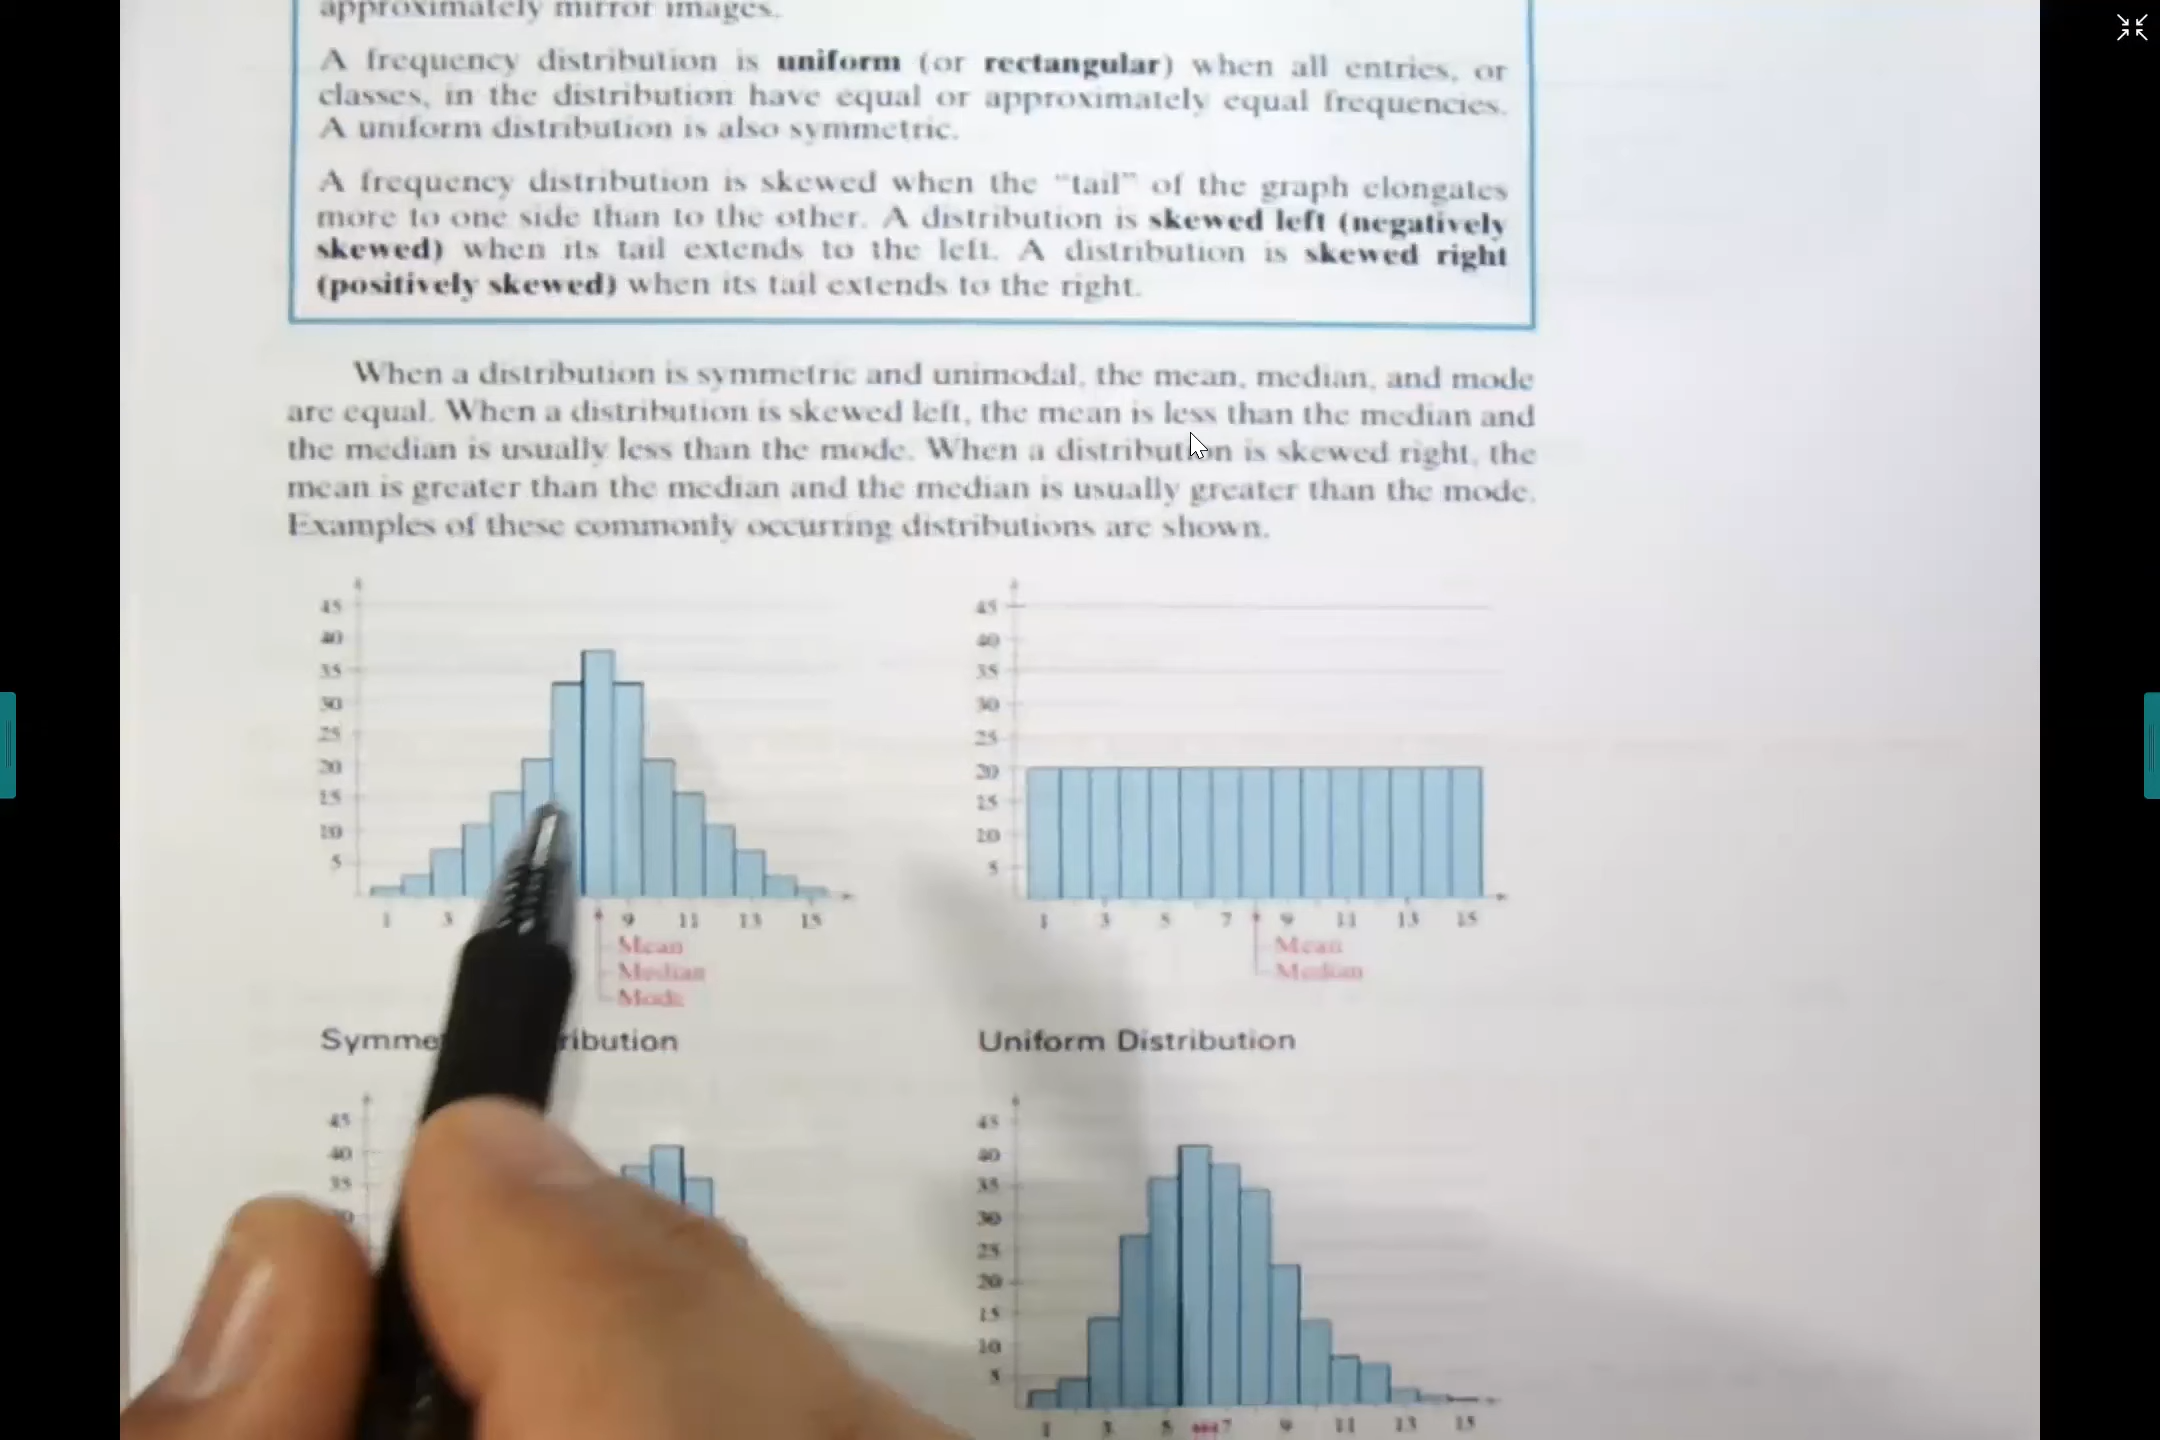 approximately mirror images.
A frequency distribution is uniform (or rectangular) when all entries, or
classes, in the distribution have equal or approximately equal frequencies.
A uniform distribution is also symmetric.
A frequency distribution is skewed when the “tail” of the graph elongates
more to one side than to the other. A distribution is skewed left (negatively
skewed) when its tail extends to the left. A distribution is skewed right
(positively skewed) when its tail extends to the right.
When a distribution is symmetric and unimodal, the mean, median, and mode
are equal. When a distribution is skewed left, the mean is less than the median and
the median is usually less than the mode. When a distribution is skewed right, the
mean is greater than the median and the median is usually greater than the mode.
Examples of these commonly occurring distributions are shown.
45
40
35
30
25
20
15
10
5
1 3 9 11 13 15
Mean
Median
Mode
45
40
35
30
25
20
15
10
5
1 3 5 7 9 11 13 15
Mean
Median
Uniform Distribution
45
40
35
45
40
35
30
25
20
15
10
5
1 3 5 7 9 11 13 15